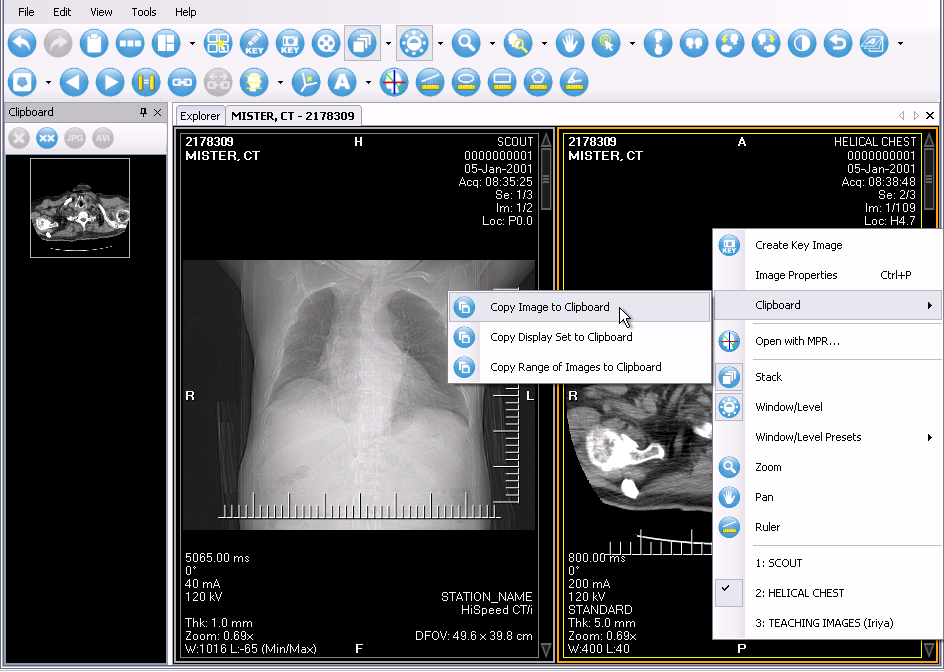 File Edit View Tools Help
KEY KEY
A
Clipboard
JPG AVI
Explorer MISTER, CT - 2178309
2178309 H SCOUT
MISTER, CT 0000000001
05-Jan-2001
Acq: 08:35:25
Se: 1/3
Im: 1/2
Loc: P0.0
R L
5065.00 ms
0°
40 mA
120 kV STATION_NAME
HiSpeed CT/i
Thk: 1.0 mm
Zoom: 0.69x DFOV: 49.6 x 39.8 cm
W:1016 L:-65 (Min/Max) F
2178309 A HELICAL CHEST
MISTER, CT 0000000001
05-Jan-2001
Acq: 08:38:48
Se: 2/3
Im: 1/109
Loc: H4.7
R
800.00 ms
0°
200 mA
120 kV
STANDARD
Thk: 5.0 mm
Zoom: 0.69x
W:400 L:40 P
KEY Create Key Image
Image Properties Ctrl+P
Clipboard
Copy Image to Clipboard
Copy Display Set to Clipboard
Copy Range of Images to Clipboard
Open with MPR...
Stack
Window/Level
Window/Level Presets
Zoom
Pan
Ruler
1: SCOUT
2: HELICAL CHEST
3: TEACHING IMAGES (Iriya)